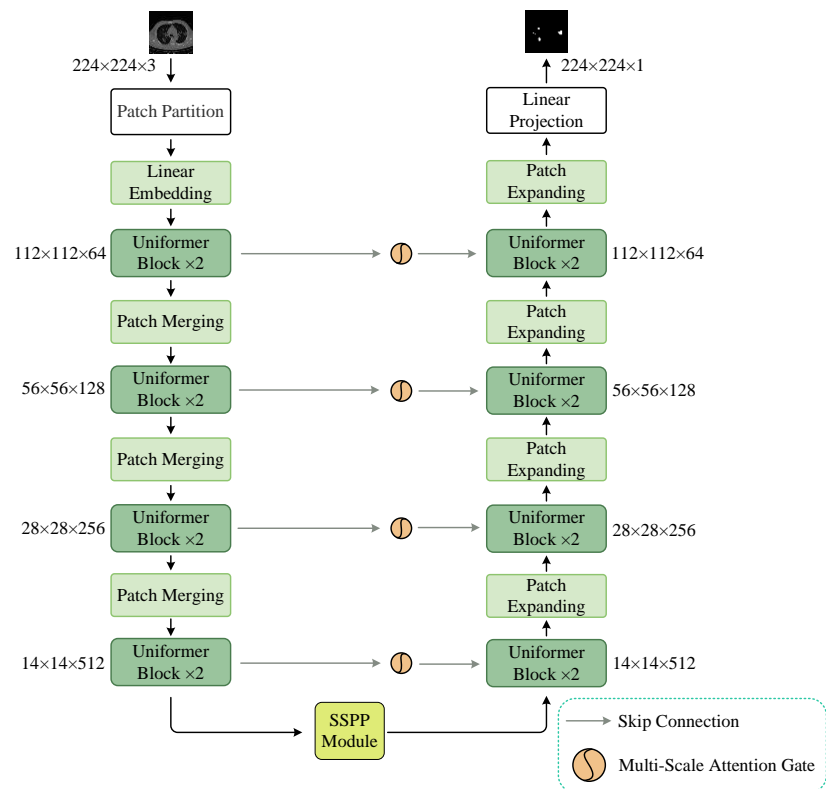 224×224×3
224×224×1
Patch Partition
Linear
Projection
Linear
Embedding
Patch
Expanding
112×112×64
Uniformer
Block ×2
Uniformer
Block ×2
112×112×64
Patch Merging
Patch
Expanding
56×56×128
Uniformer
Block ×2
Uniformer
Block ×2
56×56×128
Patch Merging
Patch
Expanding
28×28×256
Uniformer
Block ×2
Uniformer
Block ×2
28×28×256
Patch Merging
Patch
Expanding
14×14×512
Uniformer
Block ×2
Uniformer
Block ×2
14×14×512
SSPP
Module
Skip Connection
Multi-Scale Attention Gate